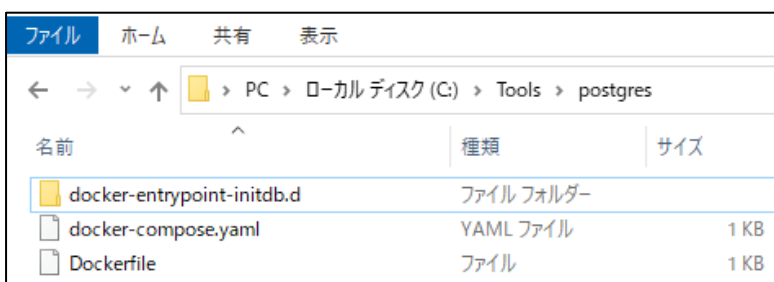 ファイル ホーム 共有 表示
PC > ローカル ディスク (C:) > Tools > postgres
名前 種類 サイズ
docker-entrypoint-initdb.d ファイル フォルダー
docker-compose.yaml YAML ファイル 1 KB
Dockerfile ファイル 1 KB